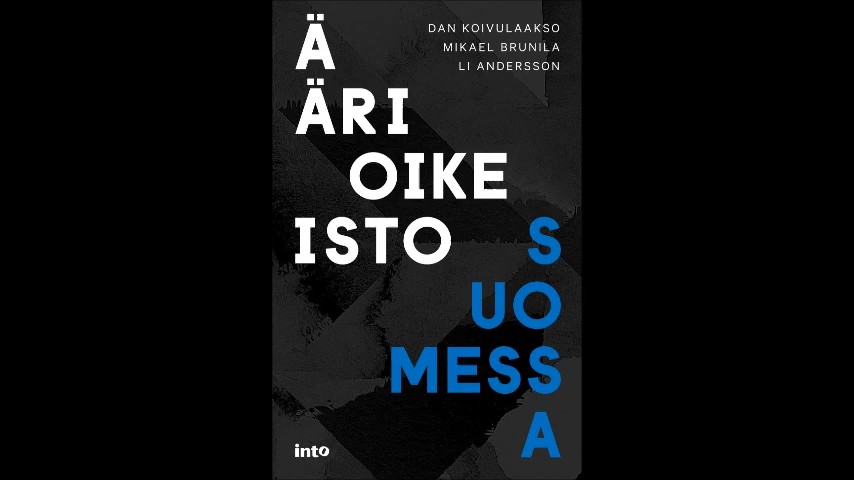 DAN KOIVULAAKSO
MIKAEL BRUNILA
LI ANDERSSON
Ä
ÄRI
OIKE
ISTO
S
UO
MESS
A
into